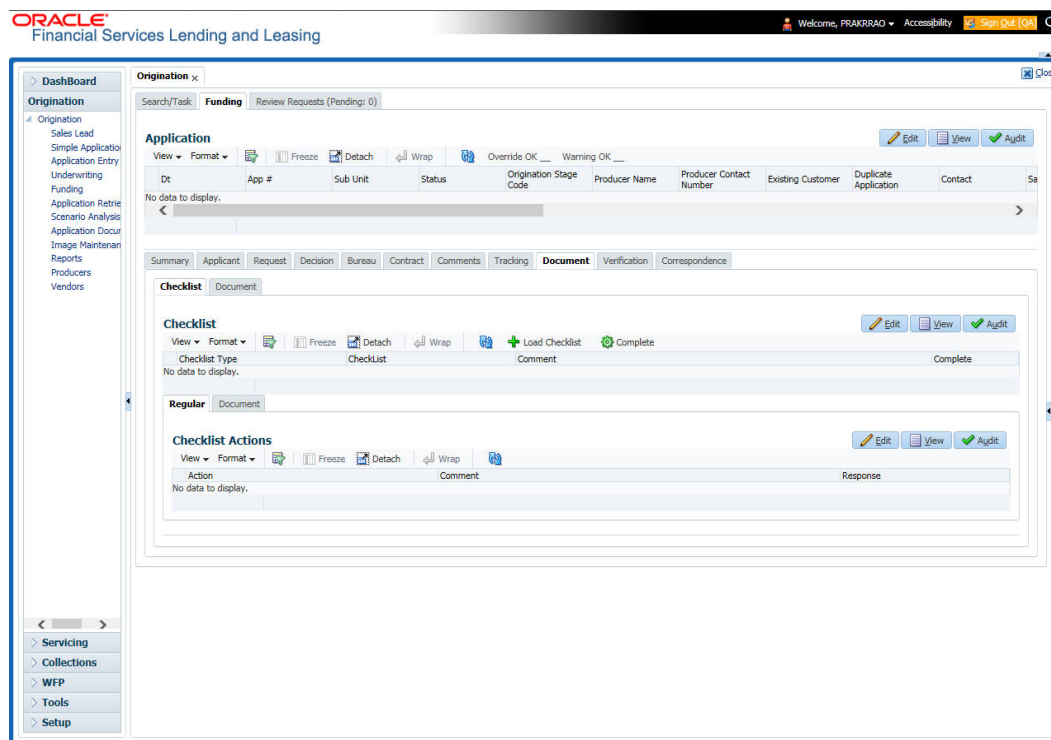 ORACLE®
Welcome, PRAKRRAO Accessibility Sign Out [QA]
Financial Services Lending and Leasing
DashBoard
Origination
Origination
Sales Lead
Simple Applicatio
Application Entry
Underwriting
Funding
Application Retrie
Scenario Analysis
Application Docur
Image Maintenan
Reports
Producers
Vendors
Servicing
Collections
WFP
Tools
Setup
Origination x
Clos
Search/Task Funding Review Requests (Pending: 0)
Application
Edit View Audit
View Format Freeze Detach Wrap Override OK __ Warning OK __
Dt App # Sub Unit Status Origination Stage Code Producer Name Producer Contact Number Existing Customer Duplicate Application Contact Sa
No data to display.
Summary Applicant Request Decision Bureau Contract Comments Tracking Document Verification Correspondence
Checklist Document
Checklist
Edit View Audit
View Format Freeze Detach Wrap Load Checklist Complete
Checklist Type CheckList Comment Complete
No data to display.
Regular Document
Checklist Actions
Edit View Audit
View Format Freeze Detach Wrap
Action Comment Response
No data to display.